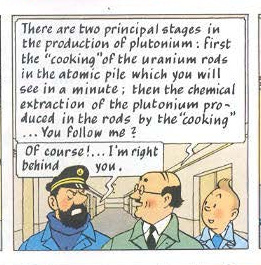 There are two principal stages in
the production of plutonium : first
the "cooking" of the uranium rods
in the atomic pile which you will
see in a minute ; then the chemical
extraction of the plutonium pro-
duced in the rods by the "cooking"
... You follow me ?
Of course !... I'm right
behind you.